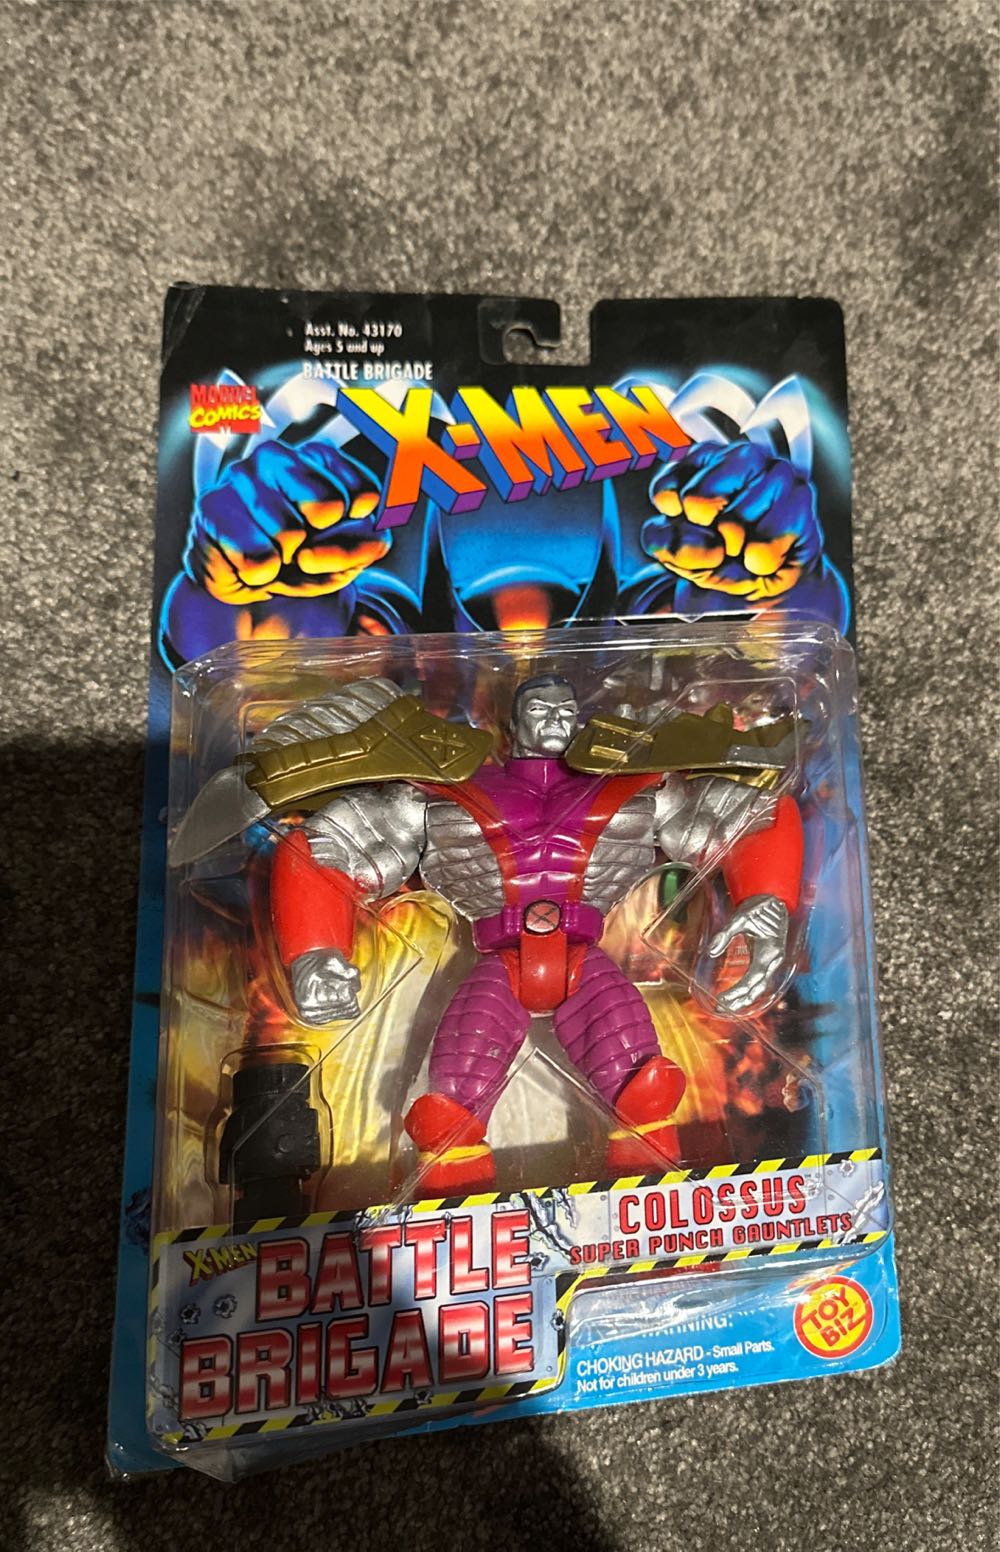 Asst. No. 43170
Ages 5 and up
BATTLE BRIGADE
MARVEL
COMICS
X-MEN
COLOSSUS™
SUPER PUNCH GAUNTLETS
X-MEN
BATTLE
BRIGADE
TOY
BIZ
WARNING:
CHOKING HAZARD - Small Parts.
Not for children under 3 years.